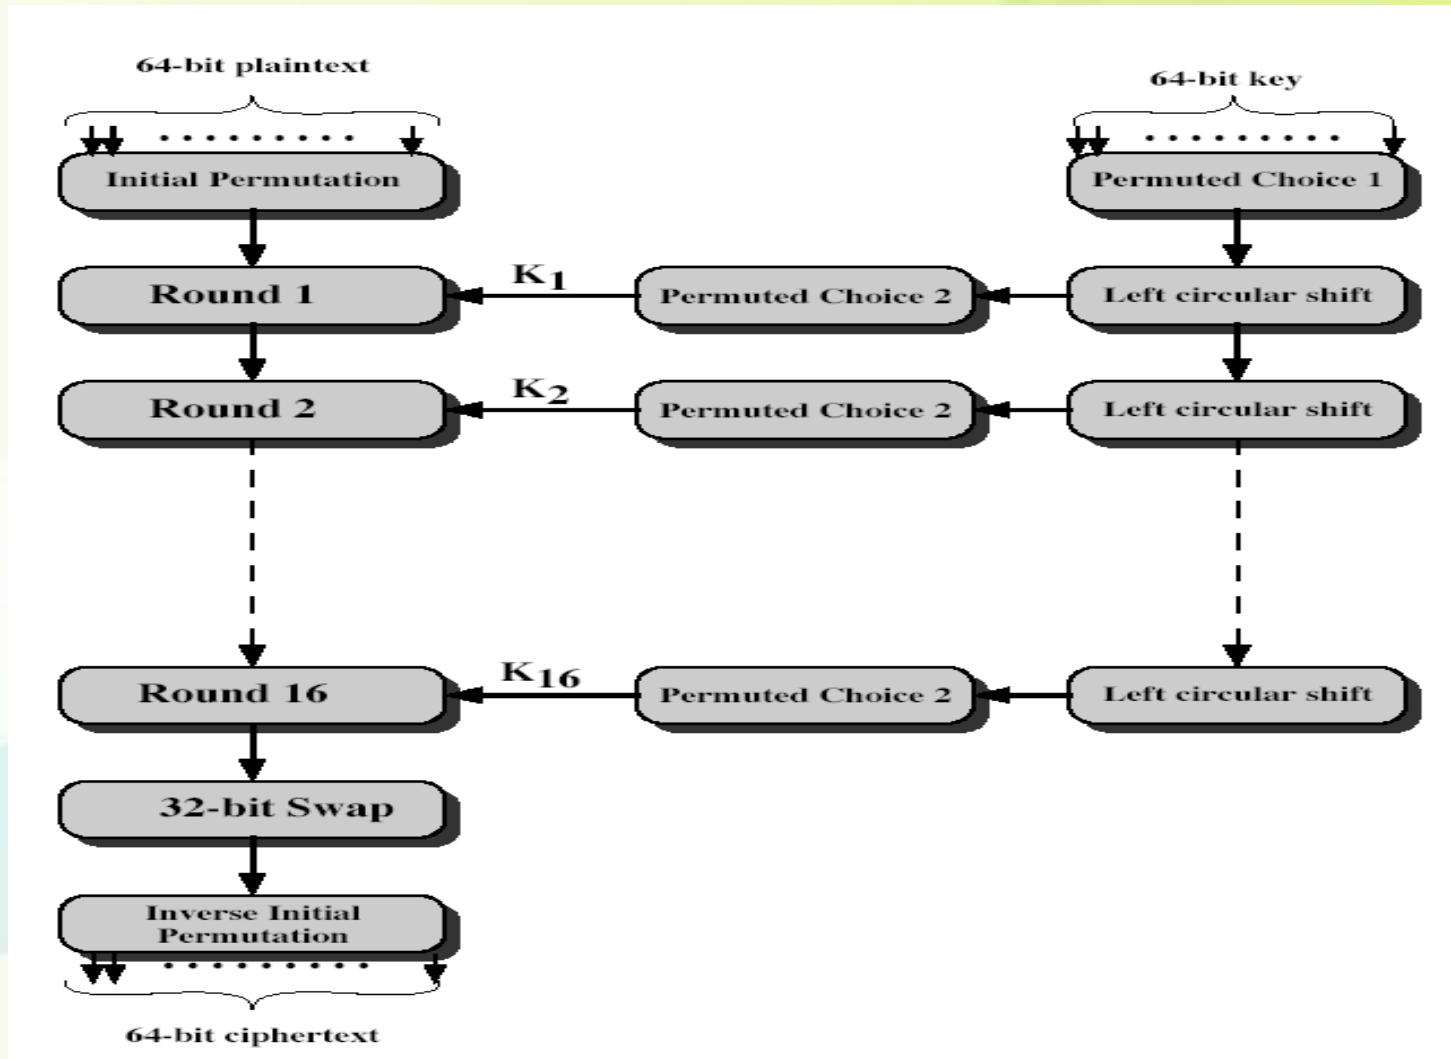 64-bit plaintext
64-bit key
Initial Permutation
Permuted Choice 1
Round 1
K1
Permuted Choice 2
Left circular shift
Round 2
K2
Permuted Choice 2
Left circular shift
Round 16
K16
Permuted Choice 2
Left circular shift
32-bit Swap
Inverse Initial
Permutation
64-bit ciphertext